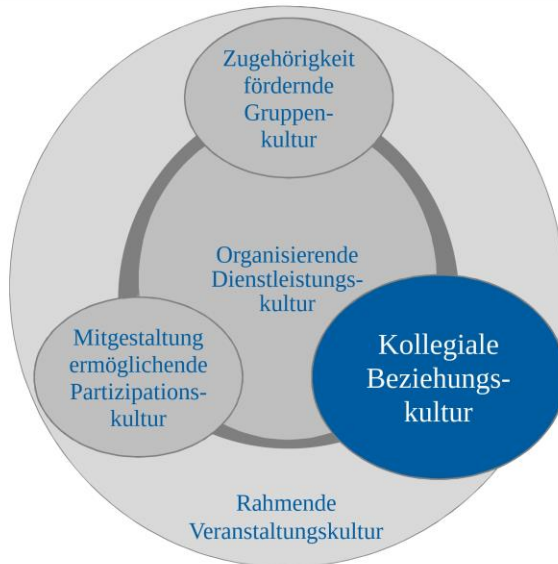 Zugehörigkeit
fördernde
Gruppen-
kultur
Organisierende
Dienstleistungs-
kultur
Mitgestaltung
ermöglichende
Partizipations-
kultur
Kollegiale
Beziehungs-
kultur
Rahmende
Veranstaltungskultur